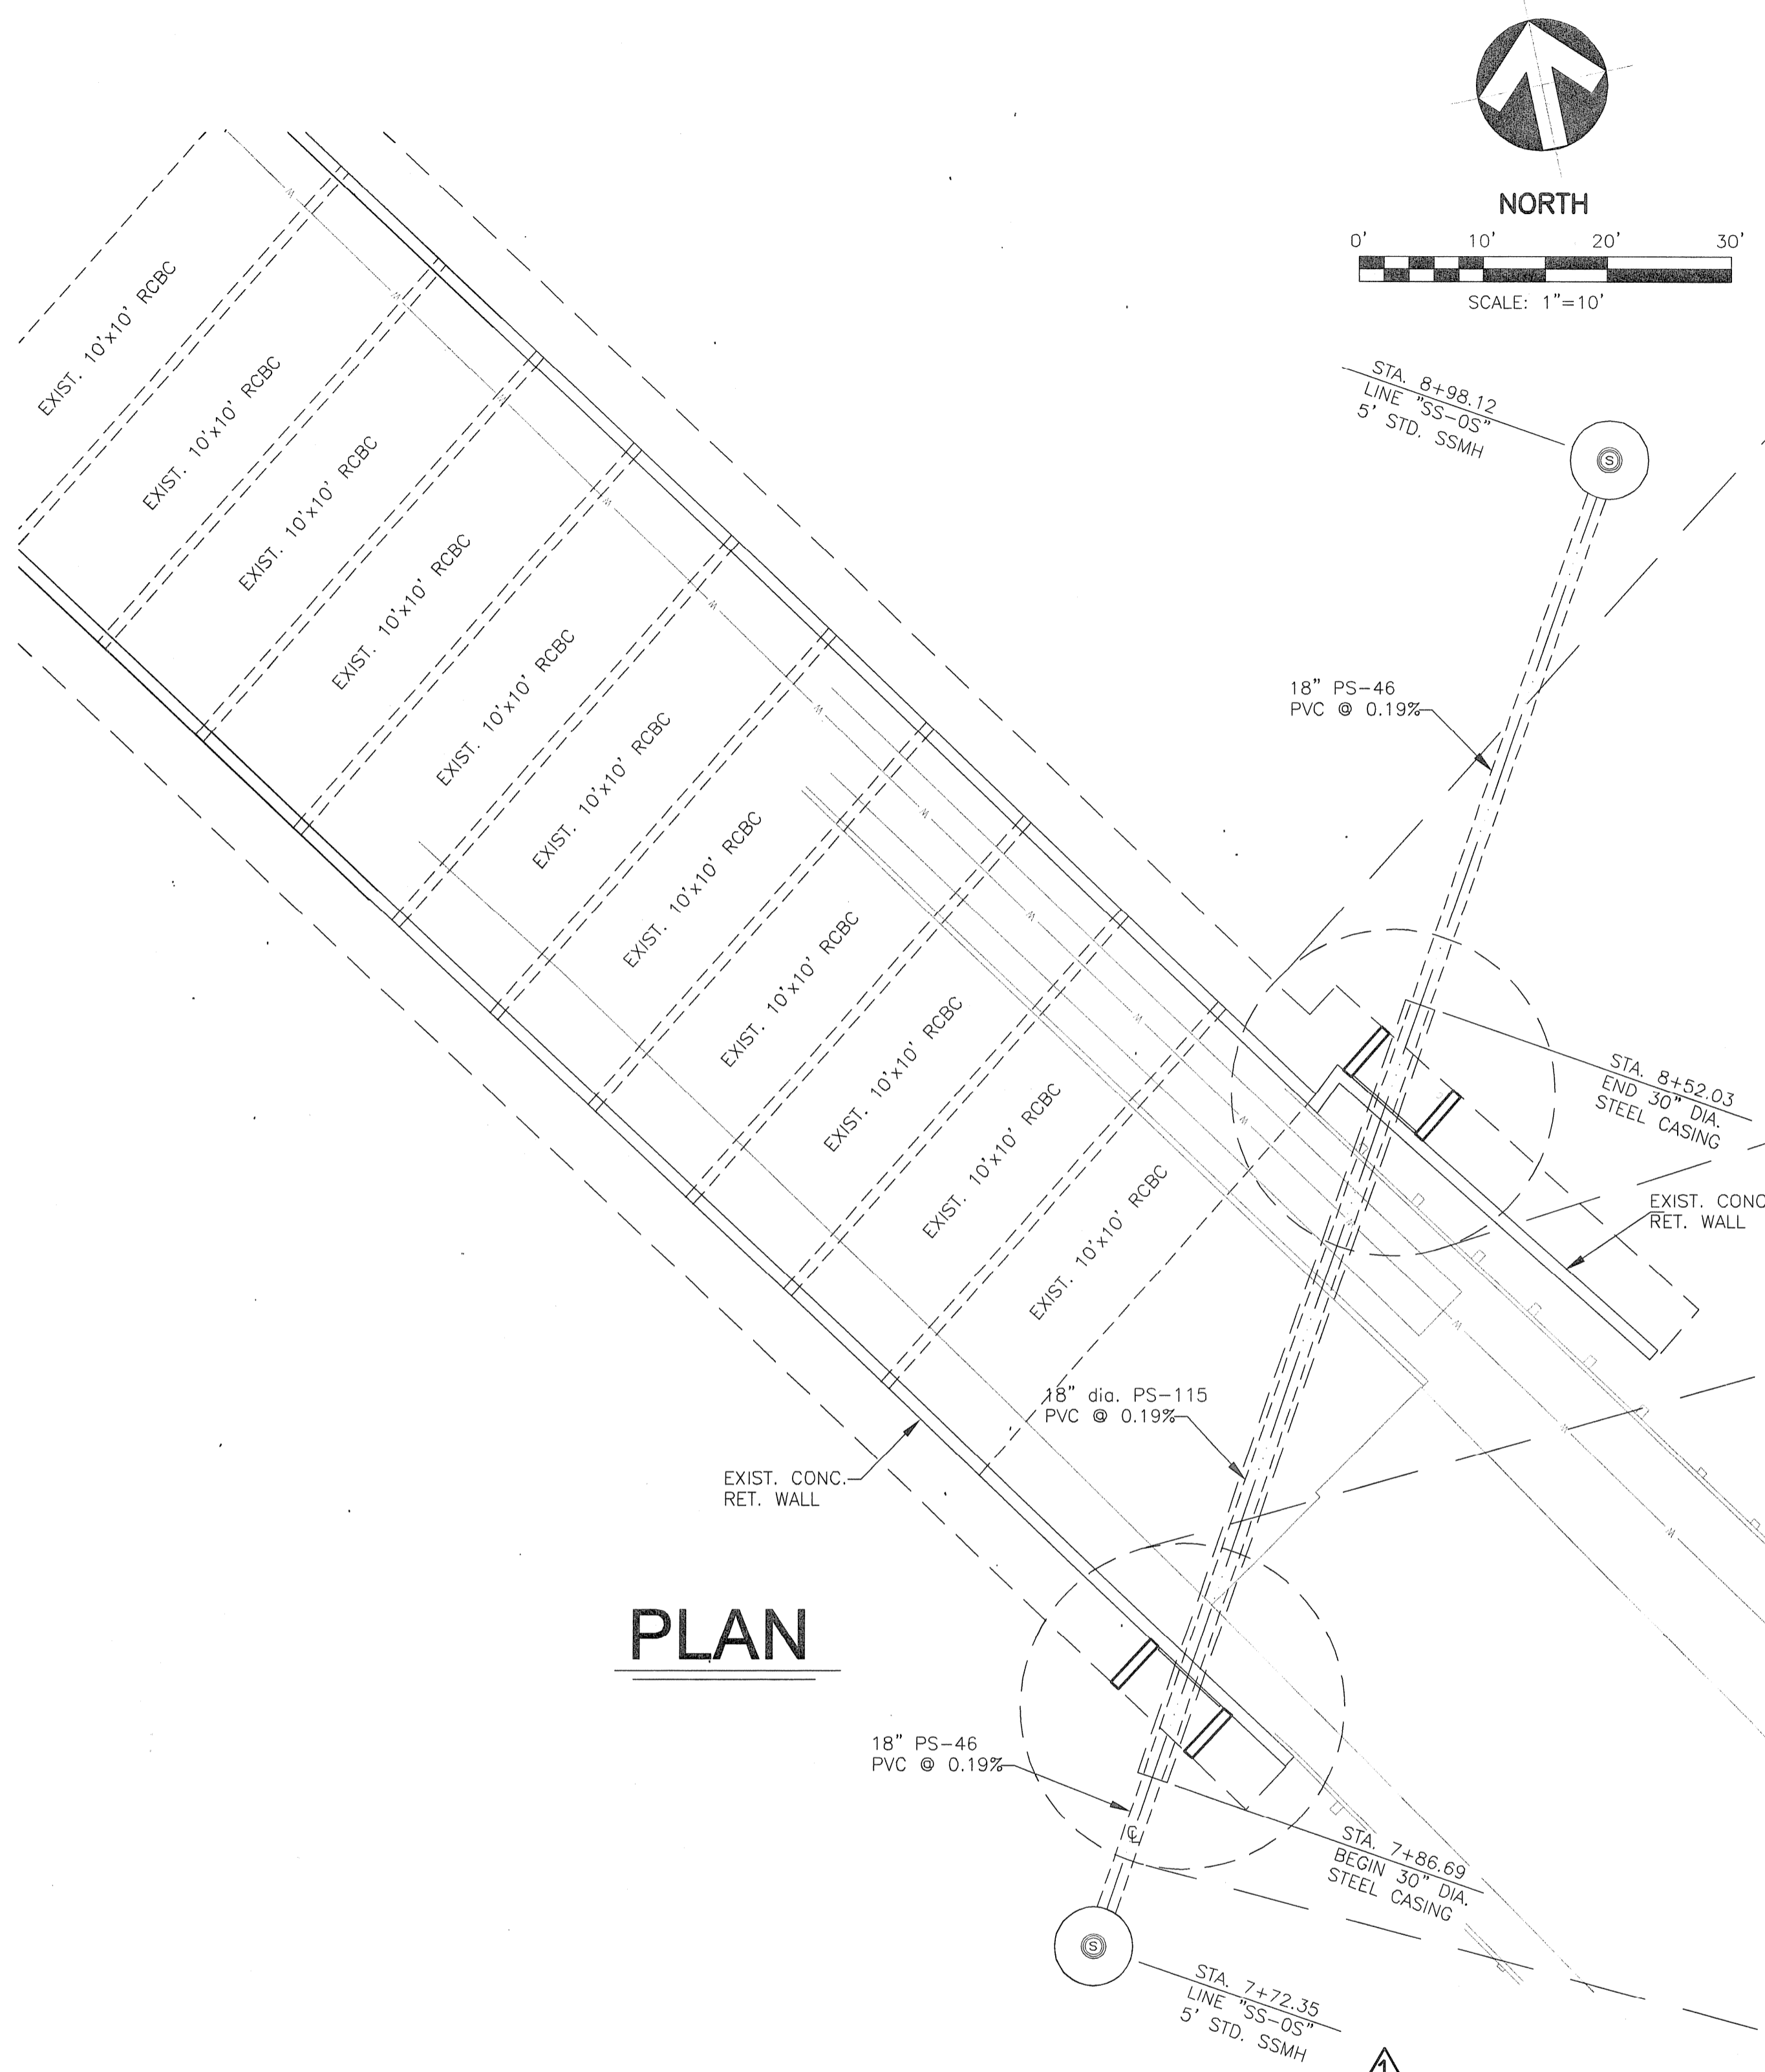 NORTH
0' 10' 20' 30'
SCALE: 1"=10'
STA. 8+98.12
LINE "SS-OS"
5' STD. SSMH
S
EXIST. 10'x10' RCBC
EXIST. 10'x10' RCBC
EXIST. 10'x10' RCBC
EXIST. 10'x10' RCBC
EXIST. 10'x10' RCBC
EXIST. 10'x10' RCBC
EXIST. 10'x10' RCBC
EXIST. 10'x10' RCBC
EXIST. 10'x10' RCBC
EXIST. 10'x10' RCBC
EXIST. 10'x10' RCBC
W
W
W
W
W
W
W
W
W
W
W
W
W
W
18" PS-46
PVC @ 0.19%
STA. 8+52.03
END 30" DIA.
STEEL CASING
EXIST. CONC
RET. WALL
18" dia. PS-115
PVC @ 0.19%
EXIST. CONC.
RET. WALL
PLAN
18" PS-46
PVC @ 0.19%
CL
STA. 7+86.69
BEGIN 30" DIA.
STEEL CASING
S
STA. 7+72.35
LINE "SS-OS"
5' STD. SSMH
1